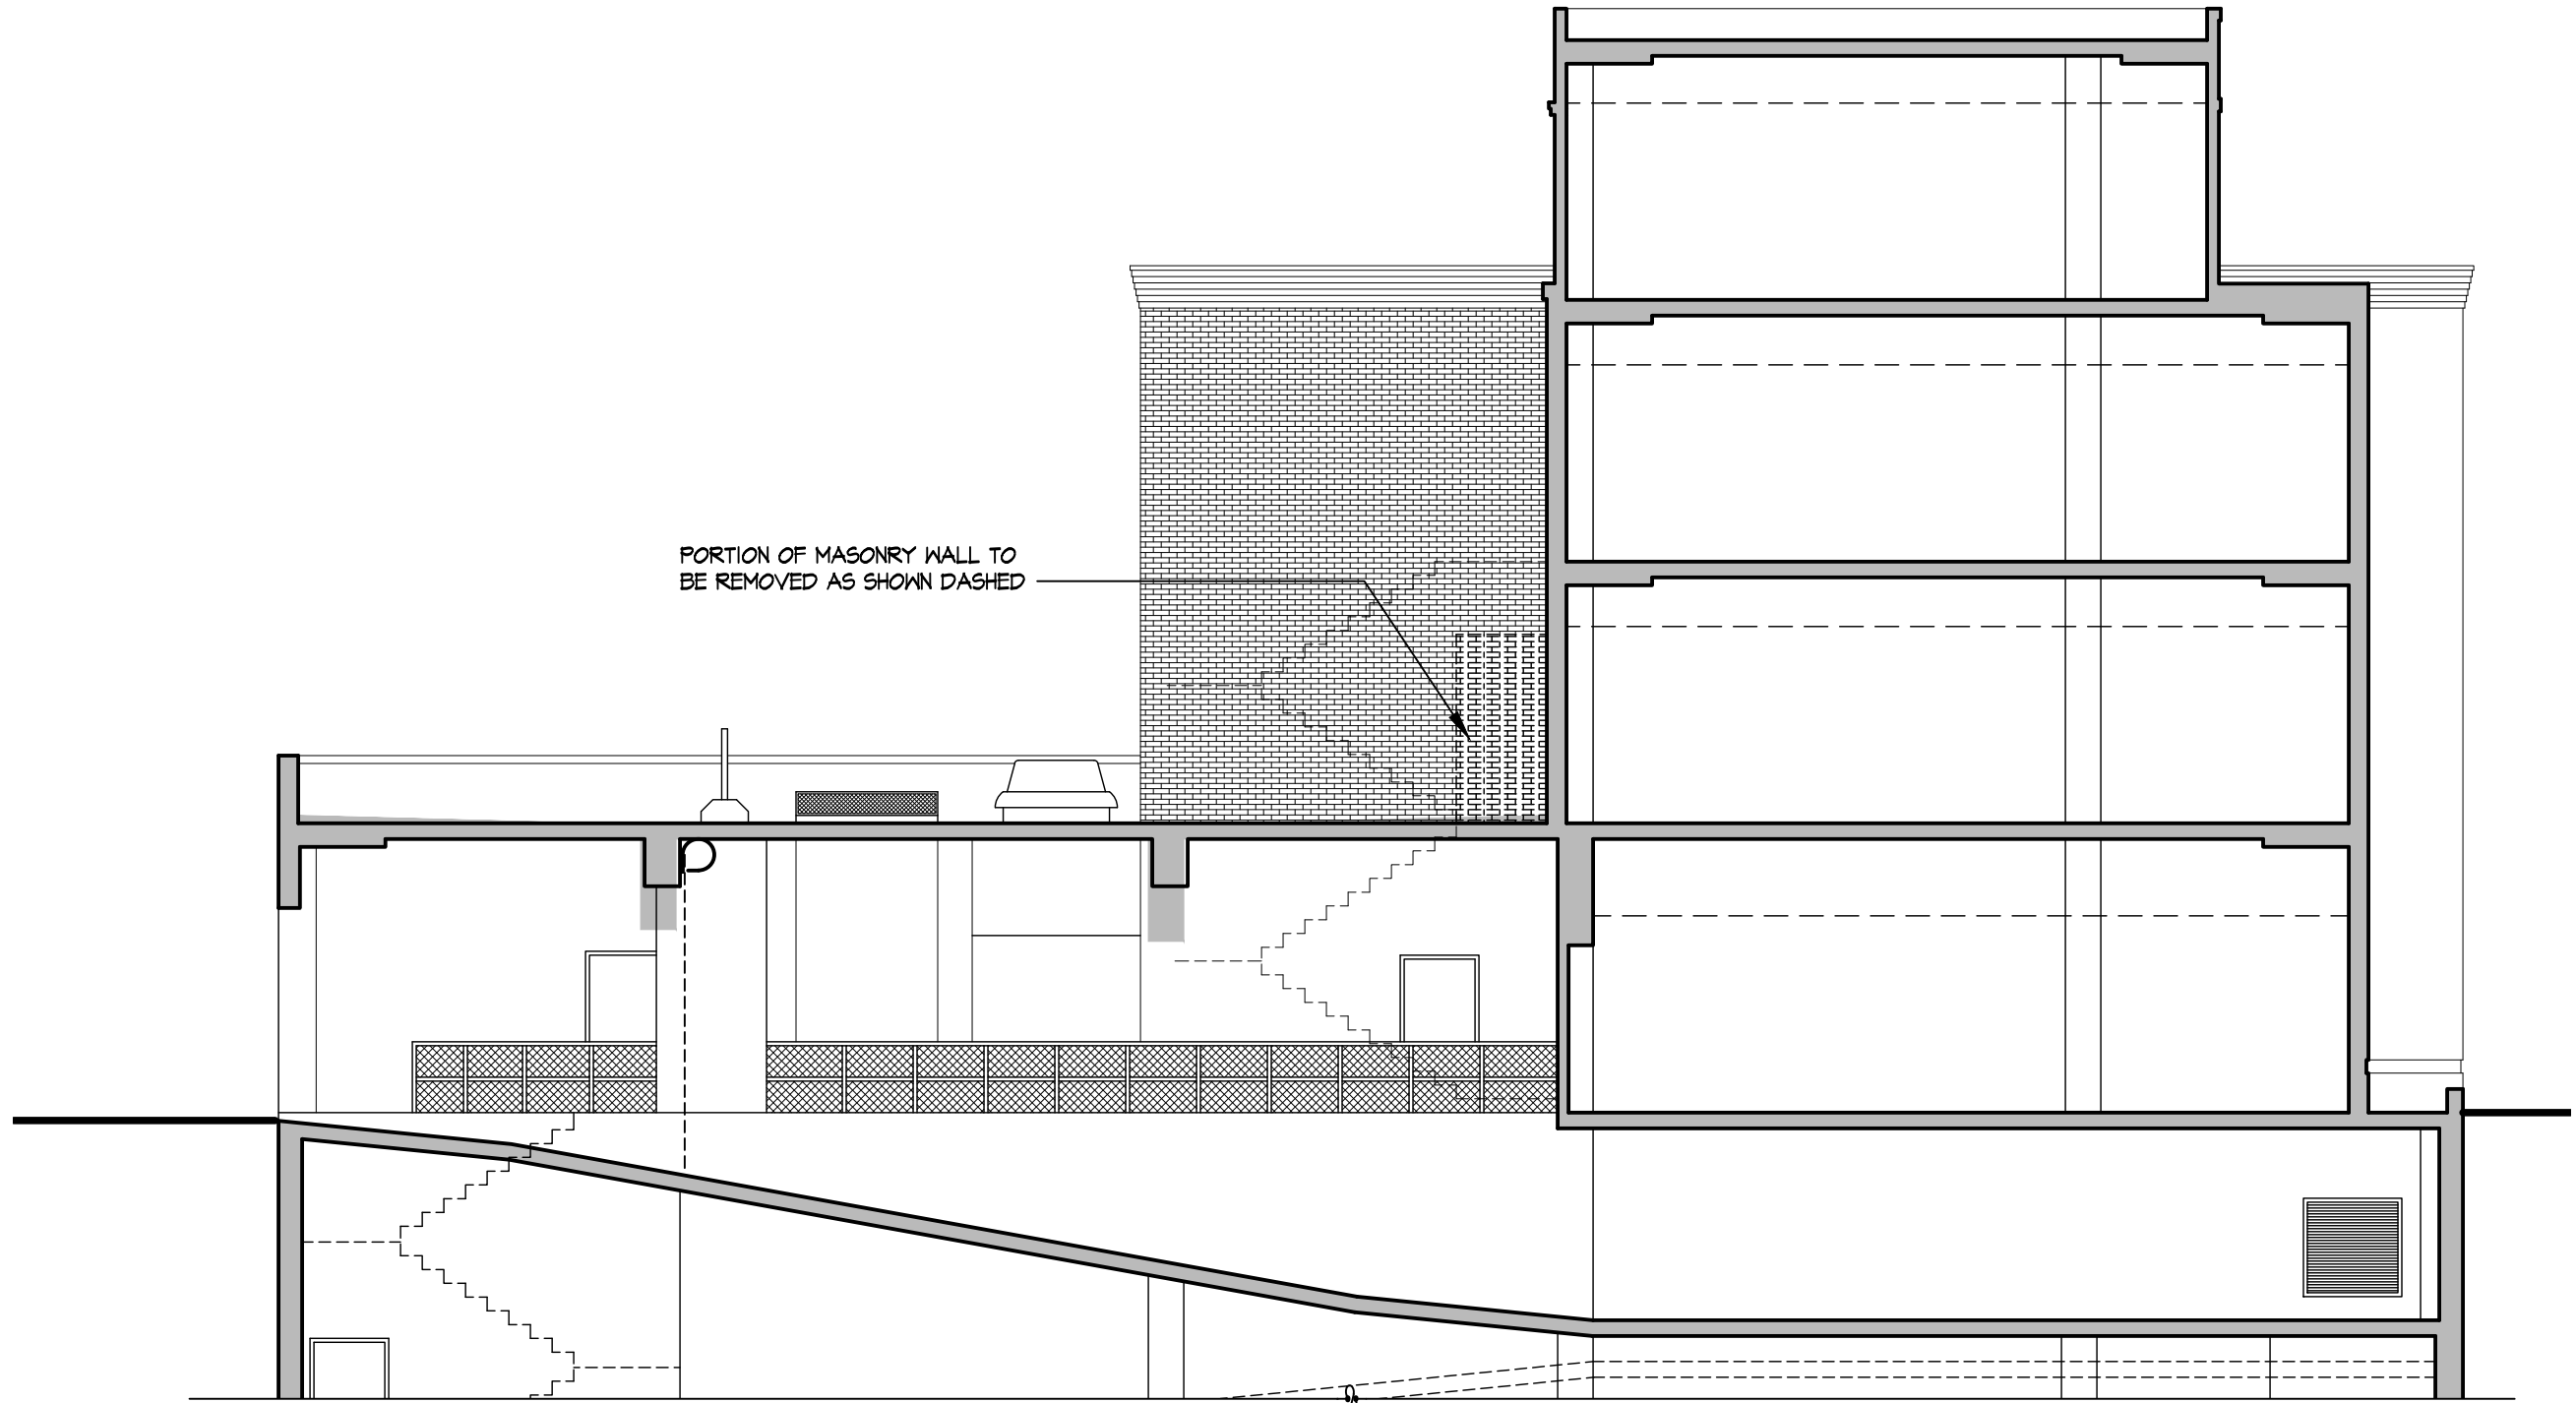 PORTION OF MASONRY WALL TO
BE REMOVED AS SHOWN DASHED